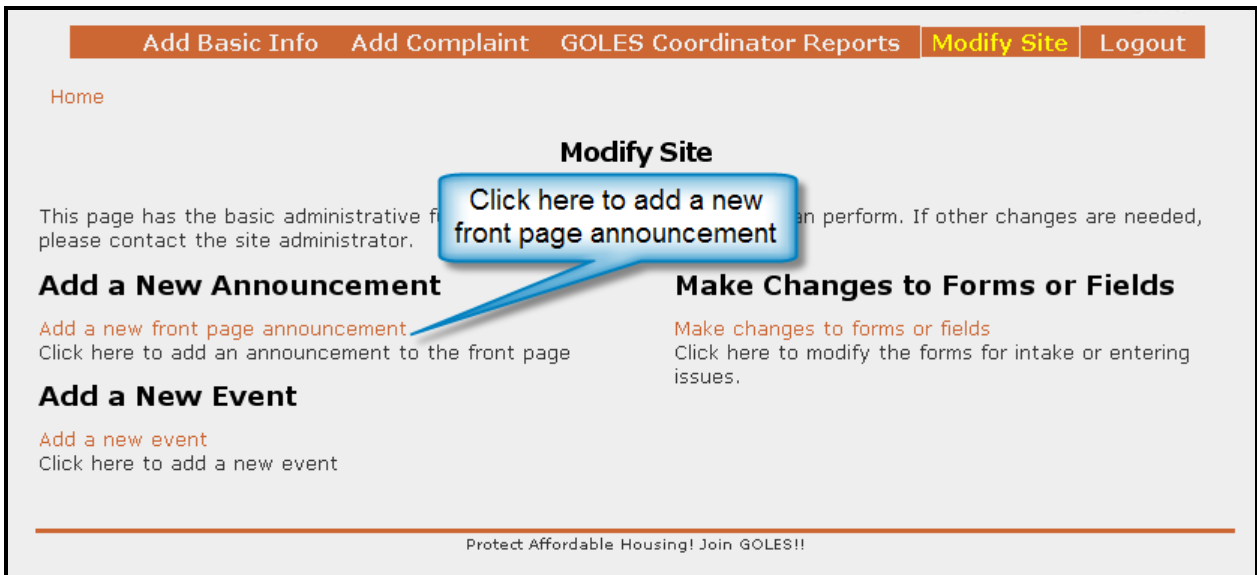 Add Basic Info Add Complaint GOLES Coordinator Reports Modify Site Logout
Home
Modify Site
Click here to add a new
front page announcement
This page has the basic administrative an perform. If other changes are needed,
please contact the site administrator.
Add a New Announcement
Add a new front page announcement
Click here to add an announcement to the front page
Add a New Event
Add a new event
Click here to add a new event
Make Changes to Forms or Fields
Make changes to forms or fields
Click here to modify the forms for intake or entering
issues.
Protect Affordable Housing! Join GOLES!!